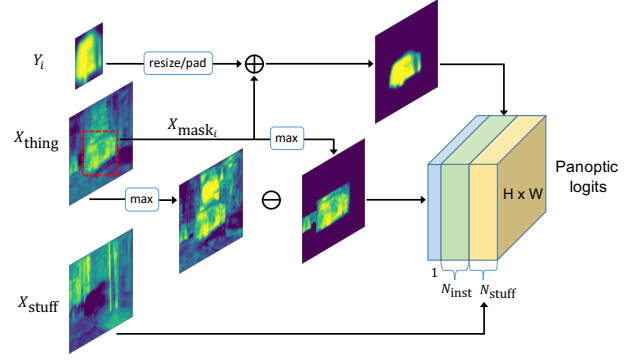 Y_i
resize/pad
X_thing
X_mask_i
max
max
Panoptic
logits
H x W
X_stuff
1
N_inst
N_stuff